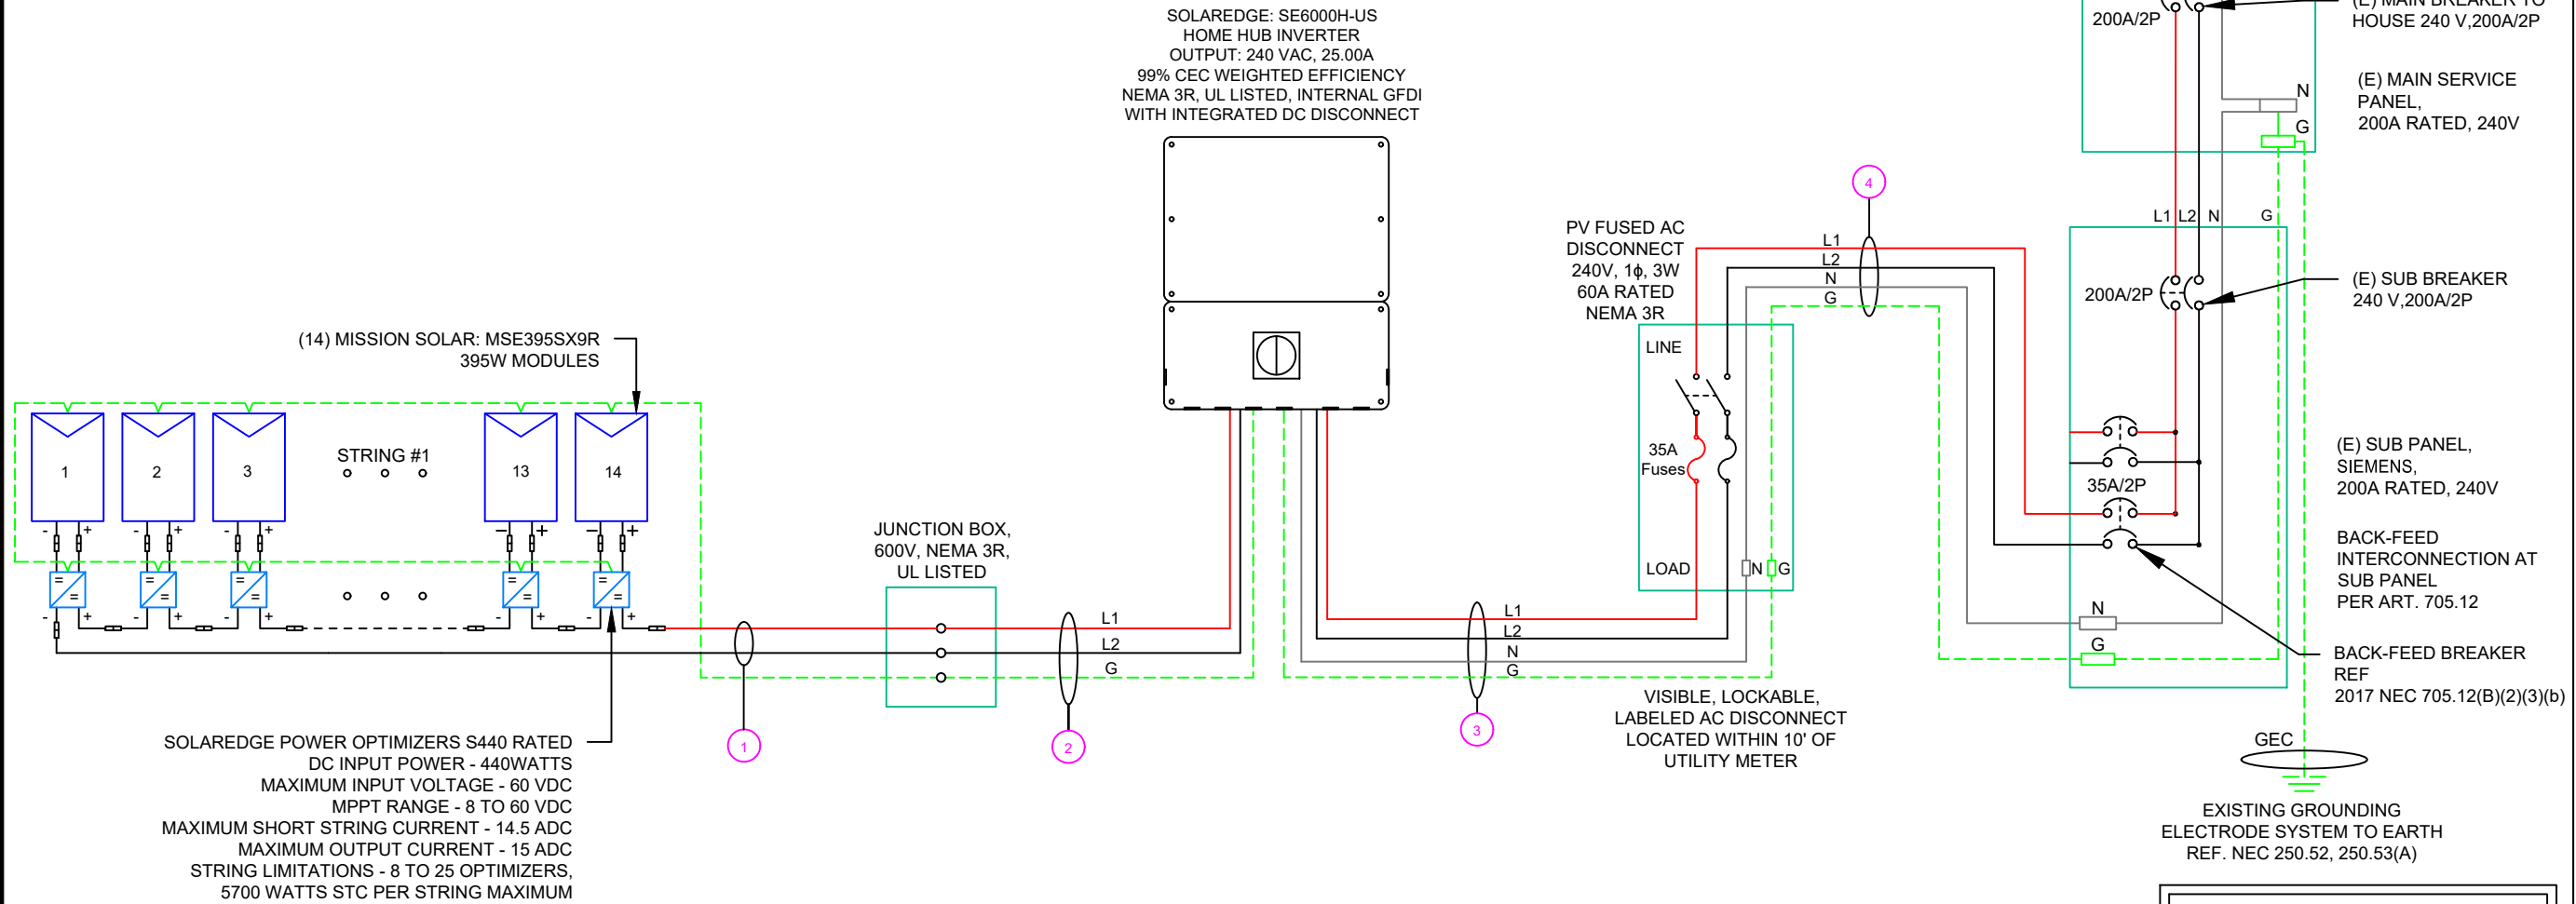 SOLAREDGE: SE6000H-US
HOME HUB INVERTER
OUTPUT: 240 VAC, 25.00A
99% CEC WEIGHTED EFFICIENCY
NEMA 3R, UL LISTED, INTERNAL GFDI
WITH INTEGRATED DC DISCONNECT
200A/2P
(E) MAIN BREAKER TO
HOUSE 240 V,200A/2P
(E) MAIN SERVICE
PANEL,
200A RATED, 240V
N
G
4
L1 L2 N G
PV FUSED AC
DISCONNECT
240V, 1ϕ, 3W
60A RATED
NEMA 3R
L1
L2
N
G
200A/2P
(E) SUB BREAKER
240 V,200A/2P
(14) MISSION SOLAR: MSE395SX9R
395W MODULES
LINE
35A
Fuses
LOAD
N G
1 2 3
STRING #1
13 14
- + - + - + - + - +
= = = = =
= = = = =
- + - + - + - + - +
JUNCTION BOX,
600V, NEMA 3R,
UL LISTED
L1
L2
G
L1
L2
N
G
35A/2P
(E) SUB PANEL,
SIEMENS,
200A RATED, 240V
BACK-FEED
INTERCONNECTION AT
SUB PANEL
PER ART. 705.12
N
G
BACK-FEED BREAKER
REF
2017 NEC 705.12(B)(2)(3)(b)
1
2
3
VISIBLE, LOCKABLE,
LABELED AC DISCONNECT
LOCATED WITHIN 10' OF
UTILITY METER
SOLAREDGE POWER OPTIMIZERS S440 RATED
DC INPUT POWER - 440WATTS
MAXIMUM INPUT VOLTAGE - 60 VDC
MPPT RANGE - 8 TO 60 VDC
MAXIMUM SHORT STRING CURRENT - 14.5 ADC
MAXIMUM OUTPUT CURRENT - 15 ADC
STRING LIMITATIONS - 8 TO 25 OPTIMIZERS,
5700 WATTS STC PER STRING MAXIMUM
GEC
EXISTING GROUNDING
ELECTRODE SYSTEM TO EARTH
REF. NEC 250.52, 250.53(A)